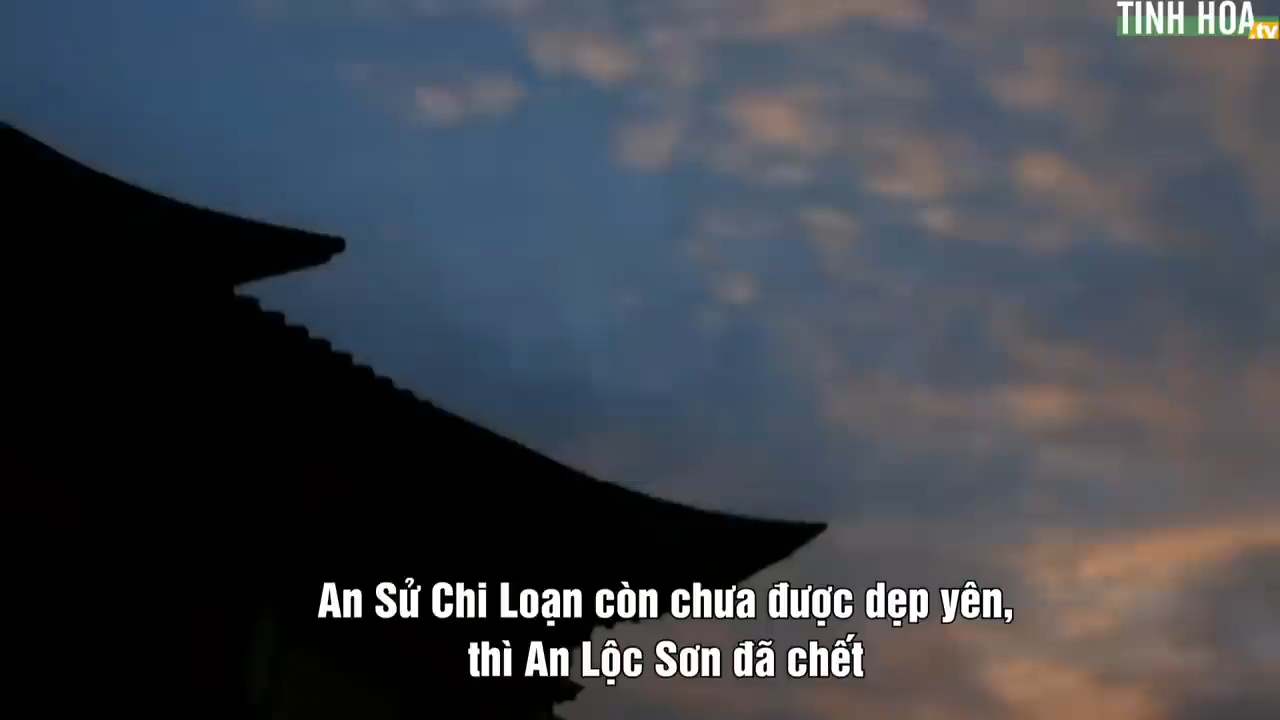 TINH HOA
.tv
An Sử Chi Loạn còn chưa được dẹp yên,
thì An Lộc Sơn đã chết